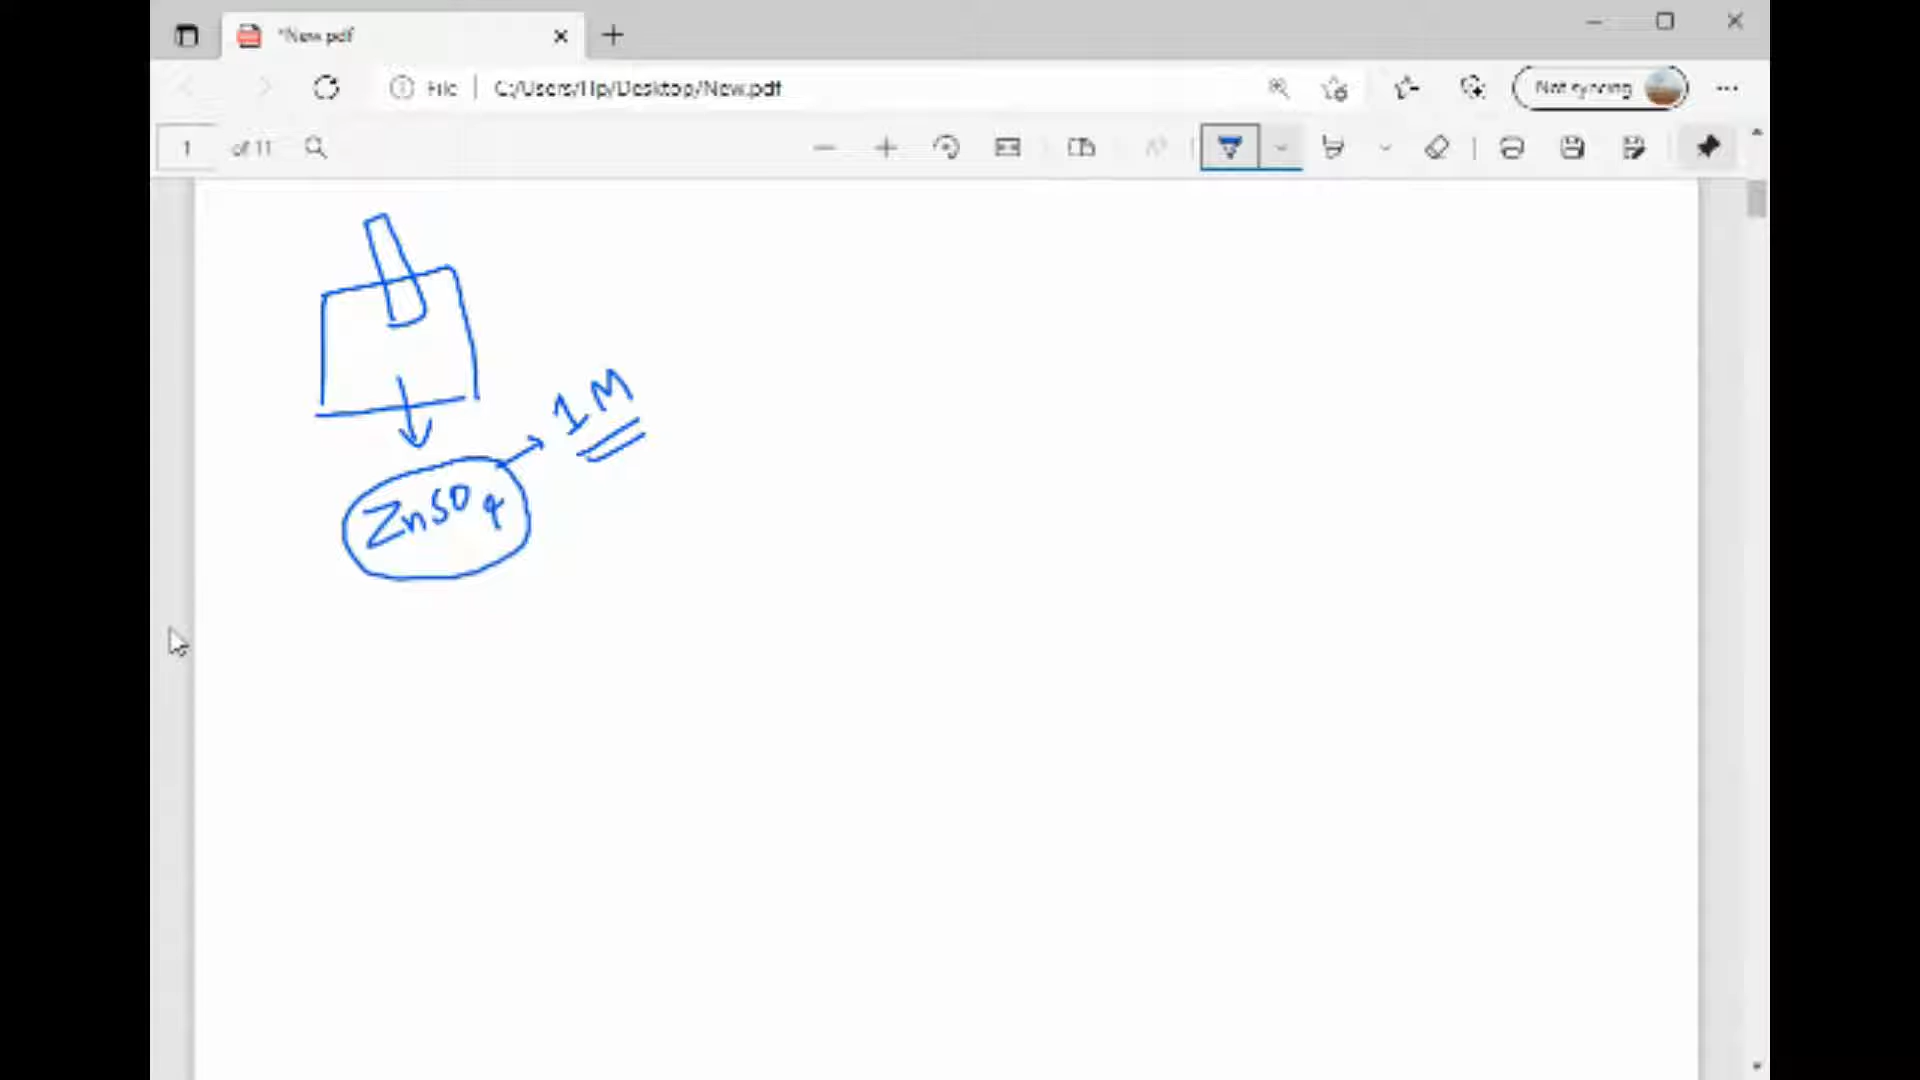 *New.pdf
File
C:/Users/Hp/Desktop/New.pdf
Not syncing
1 of 11
1M
ZnSO4